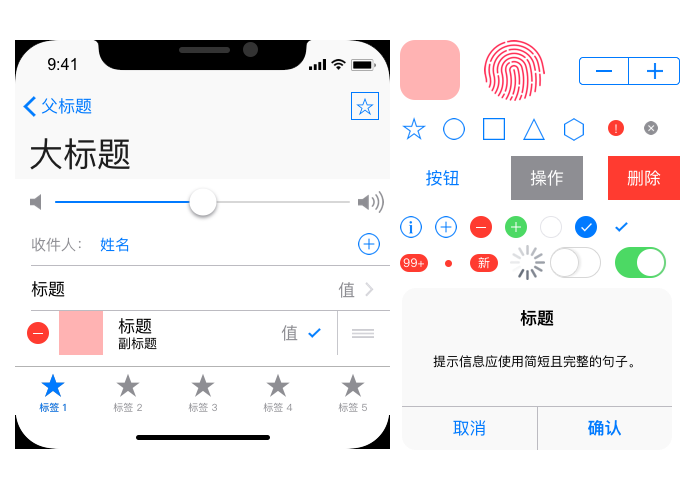 9:41
父标题
大标题
收件人： 姓名
标题 值
标题
副标题
值
标签 1 标签 2 标签 3 标签 4 标签 5
!
按钮 操作 删除
99+ 新
标题
提示信息应使用简短且完整的句子。
取消 确认